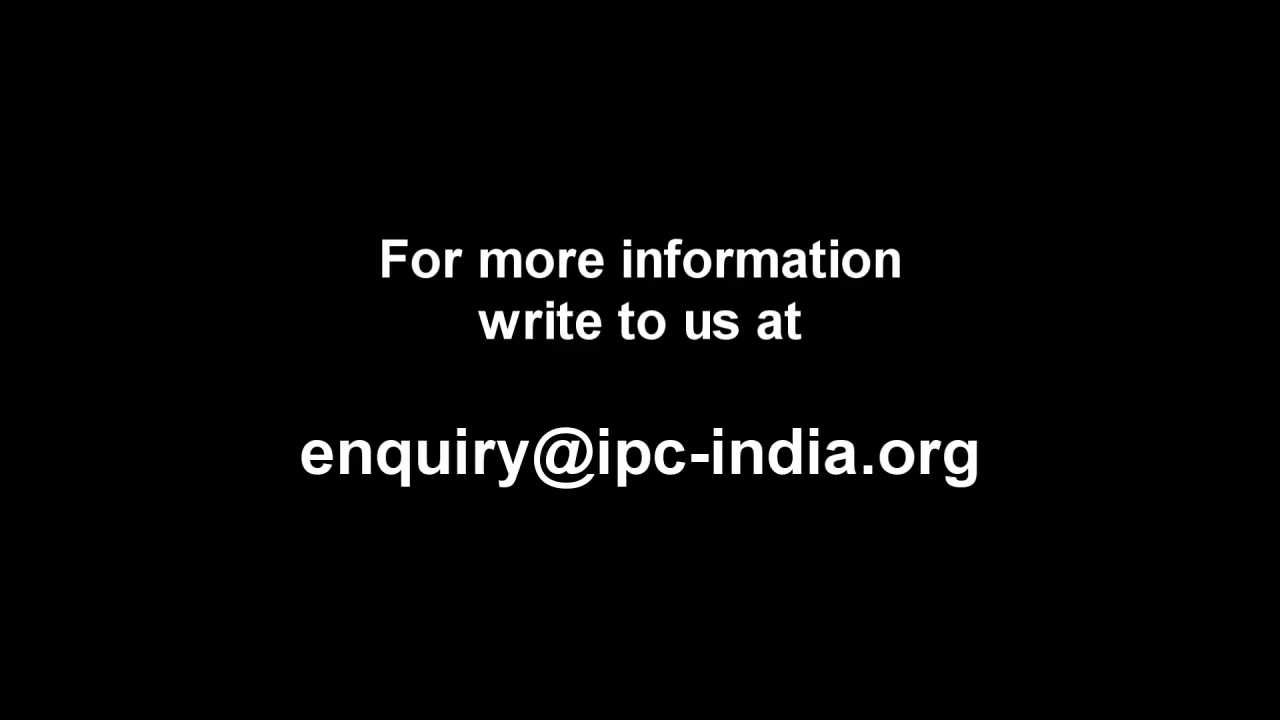 For more information
write to us at
enquiry@ipc-india.org